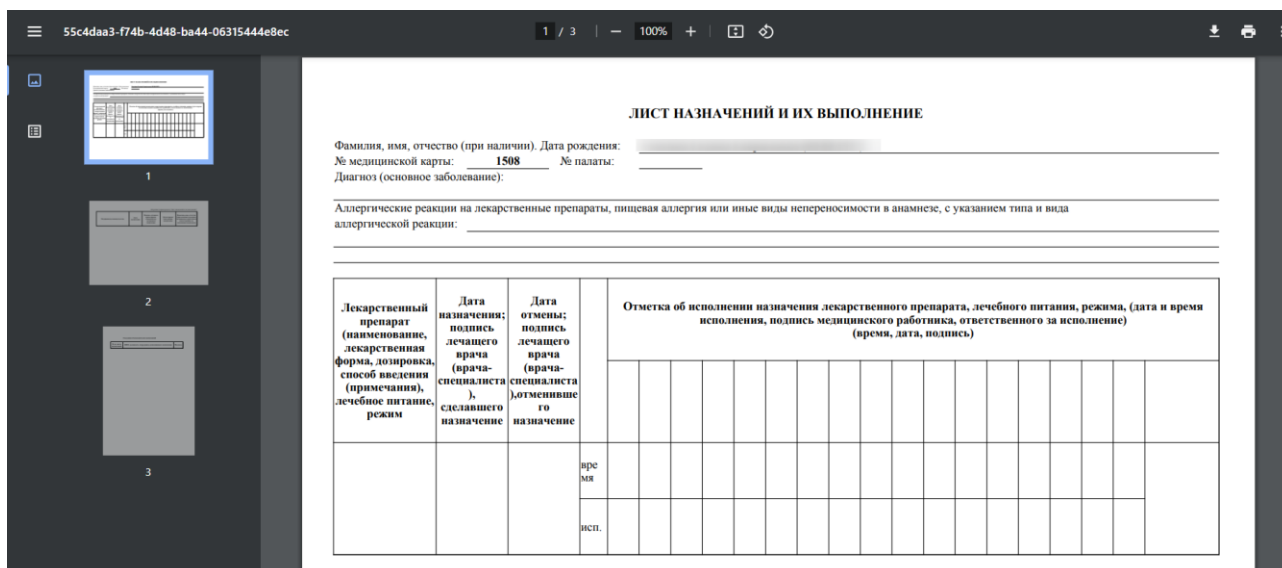 55c4daa3-f74b-4d48-ba44-06315444e8ec
1 / 3
100%
1
2
3
ЛИСТ НАЗНАЧЕНИЙ И ИХ ВЫПОЛНЕНИЕ
Фамилия, имя, отчество (при наличии). Дата рождения:
№ медицинской карты: 1508 № палаты:
Диагноз (основное заболевание):
Аллергические реакции на лекарственные препараты, пищевая аллергия или иные виды непереносимости в анамнезе, с указанием типа и вида
аллергической реакции:
Лекарственный
препарат
(наименование,
лекарственная
форма, дозировка,
способ введения
(примечания),
лечебное питание,
режим
Дата
назначения;
подпись
лечащего
врача
(врача-
специалиста
),
сделавшего
назначение
Дата
отмены;
подпись
лечащего
врача
(врача-
специалиста
),отменивше
го
назначение
Отметка об исполнении назначения лекарственного препарата, лечебного питания, режима, (дата и время
исполнения, подпись медицинского работника, ответственного за исполнение)
(время, дата, подпись)
вре
мя
исп.